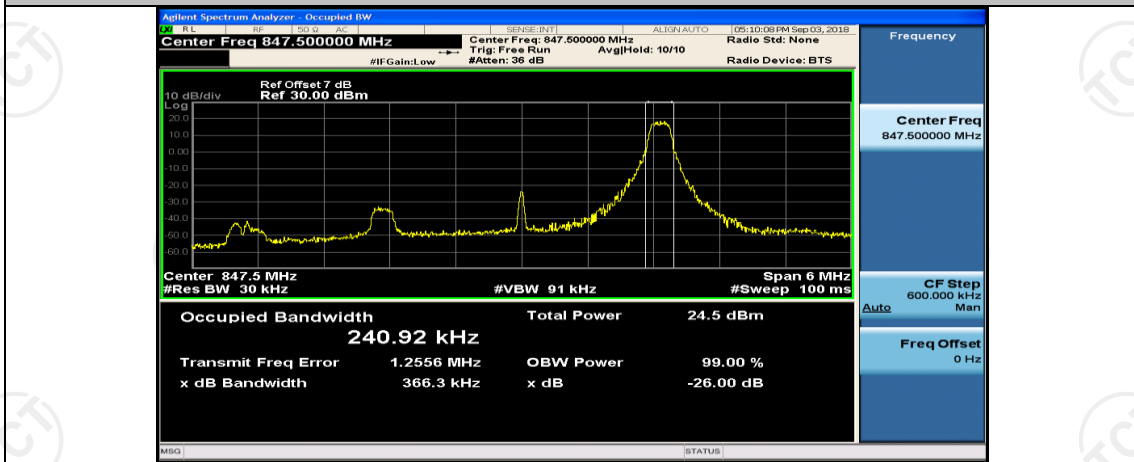 Agilent Spectrum Analyzer - Occupied BW
LXI RL RF 50 Ω AC SENSE:INT ALIGNAUTO 05:10:08 PM Sep 03, 2018
Center Freq 847.500000 MHz
Center Freq: 847.500000 MHz
Radio Std: None
Trig: Free Run Avg|Hold: 10/10
#IFGain:Low
#Atten: 36 dB
Radio Device: BTS
Ref Offset 7 dB
10 dB/div
Ref 30.00 dBm
Log
20.0
10.0
0.00
-10.0
-20.0
-30.0
-40.0
-50.0
-60.0
Center 847.5 MHz
Span 6 MHz
#Res BW 30 kHz
#VBW 91 kHz
#Sweep 100 ms
Occupied Bandwidth
240.92 kHz
Total Power 24.5 dBm
Transmit Freq Error 1.2556 MHz
OBW Power 99.00 %
x dB Bandwidth 366.3 kHz
x dB -26.00 dB
MSG
STATUS
Frequency
Center Freq
847.500000 MHz
CF Step
600.000 kHz
Auto Man
Freq Offset
0 Hz
TCT
TCT
TCT
TCT